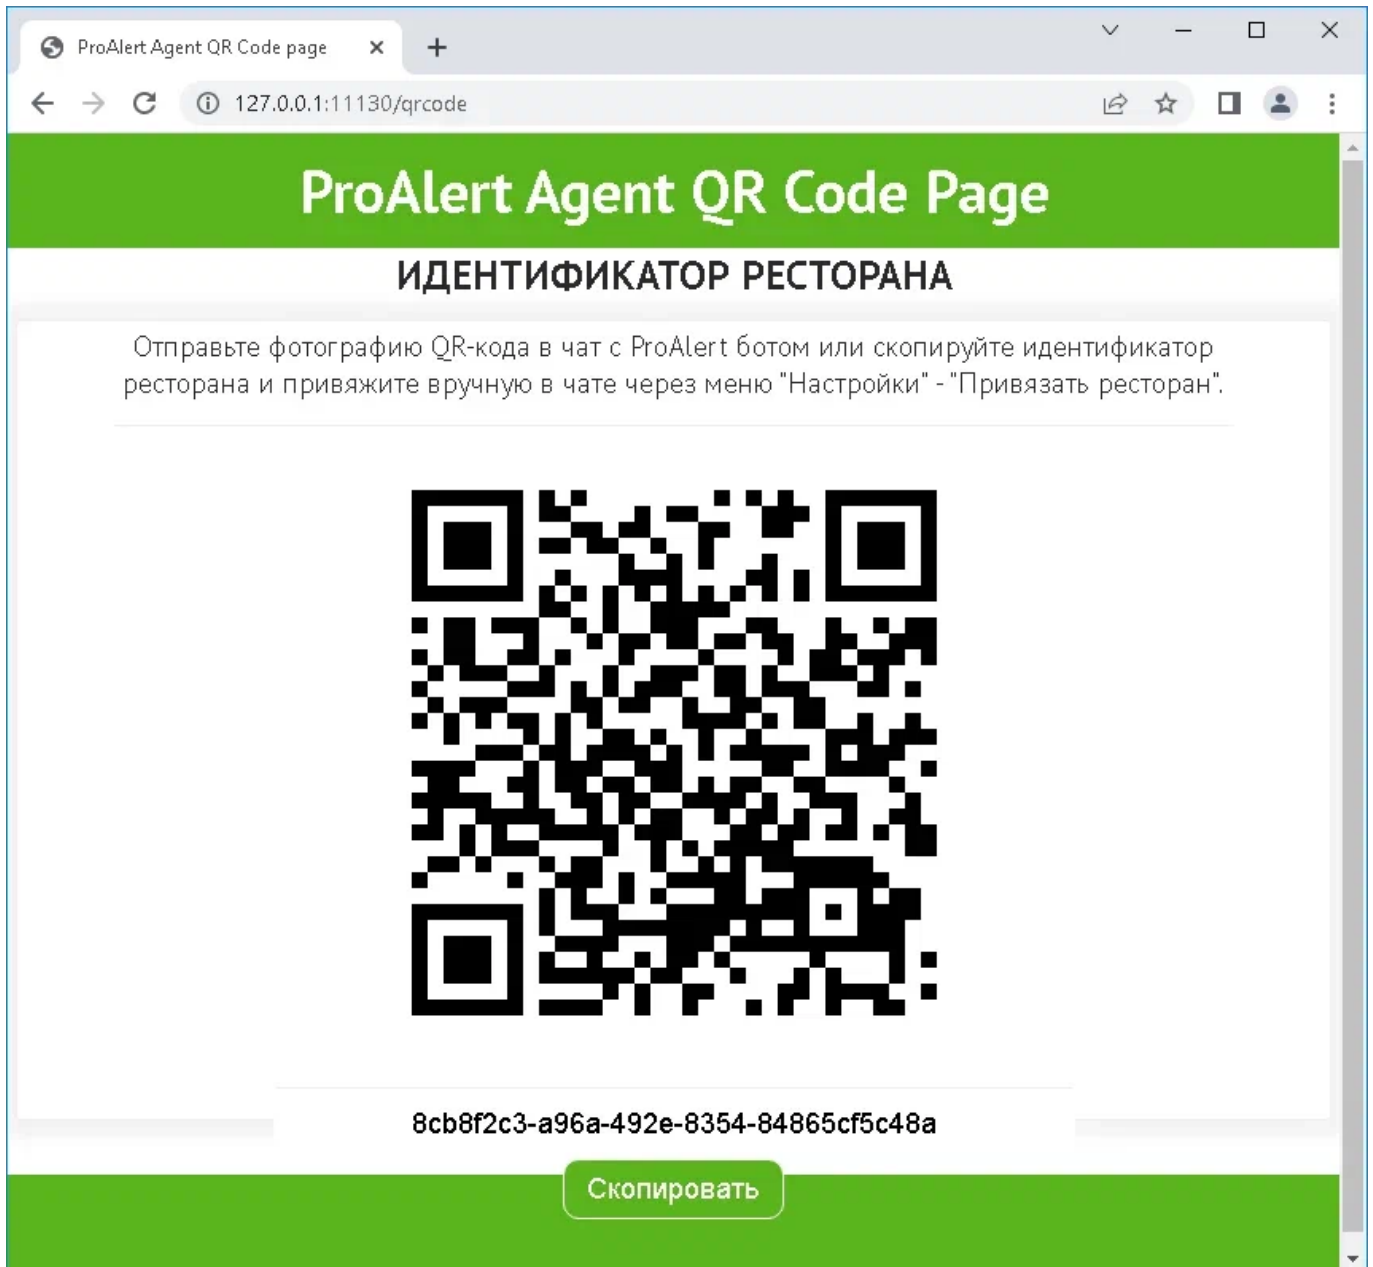 ProAlert Agent QR Code page
127.0.0.1:11130/qrcode
ProAlert Agent QR Code Page
ИДЕНТИФИКАТОР РЕСТОРАНА
Отправьте фотографию QR-кода в чат с ProAlert ботом или скопируйте идентификатор
ресторана и привяжите вручную в чате через меню "Настройки" - "Привязать ресторан".
8cb8f2c3-a96a-492e-8354-84865cf5c48a
Скопировать